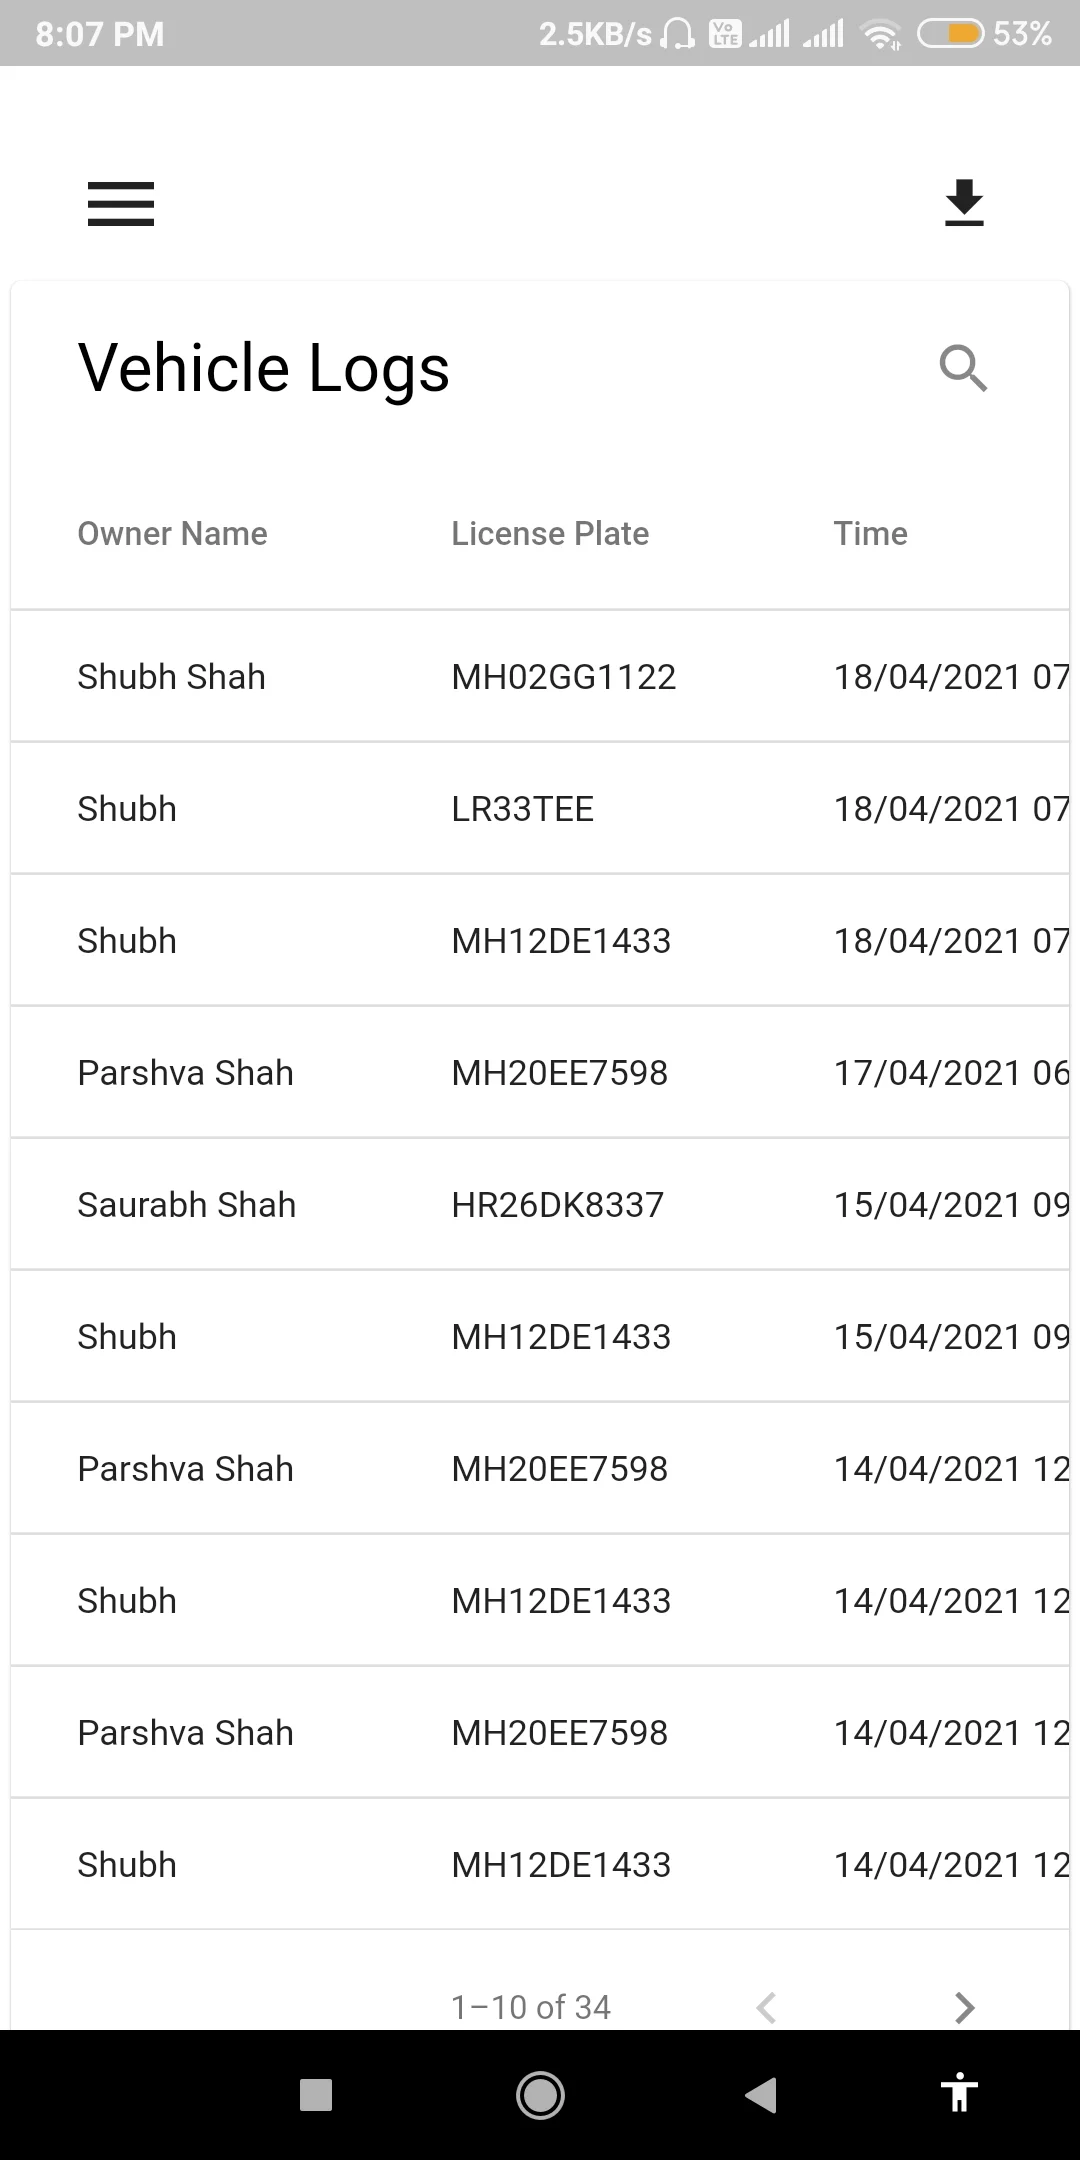 8:07 PM 2.5KB/s Vo LTE 53%
Vehicle Logs
Owner Name License Plate Time
Shubh Shah MH02GG1122 18/04/2021 07
Shubh LR33TEE 18/04/2021 07
Shubh MH12DE1433 18/04/2021 07
Parshva Shah MH20EE7598 17/04/2021 06
Saurabh Shah HR26DK8337 15/04/2021 09
Shubh MH12DE1433 15/04/2021 09
Parshva Shah MH20EE7598 14/04/2021 12
Shubh MH12DE1433 14/04/2021 12
Parshva Shah MH20EE7598 14/04/2021 12
Shubh MH12DE1433 14/04/2021 12
1–10 of 34